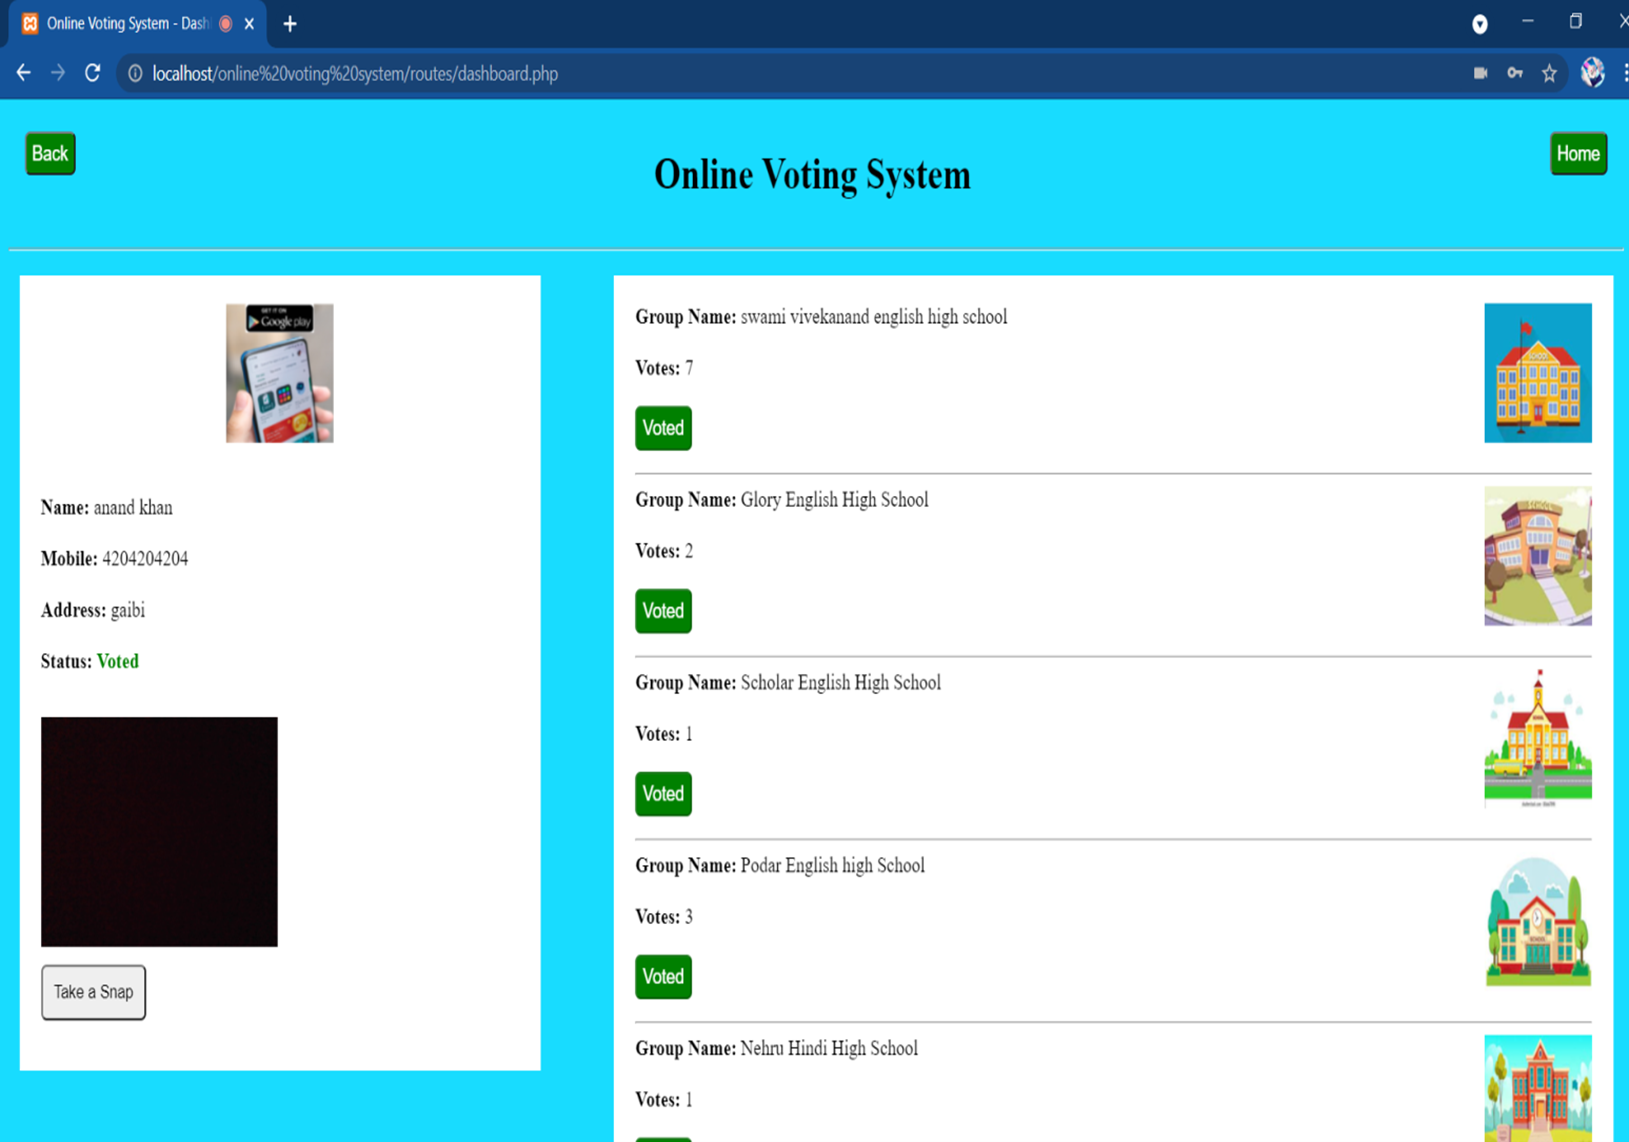 Online Voting System - Dash
localhost/online%20voting%20system/routes/dashboard.php
Back
Online Voting System
Home
GET IT ON
Google play
Name: anand khan
Mobile: 4204204204
Address: gaibi
Status: Voted
Take a Snap
Group Name: swami vivekanand english high school
Votes: 7
Voted
SCHOOL
Group Name: Glory English High School
Votes: 2
Voted
SCHOOL
Group Name: Scholar English High School
Votes: 1
Voted
Group Name: Podar English high School
Votes: 3
Voted
SCHOOL
Group Name: Nehru Hindi High School
Votes: 1